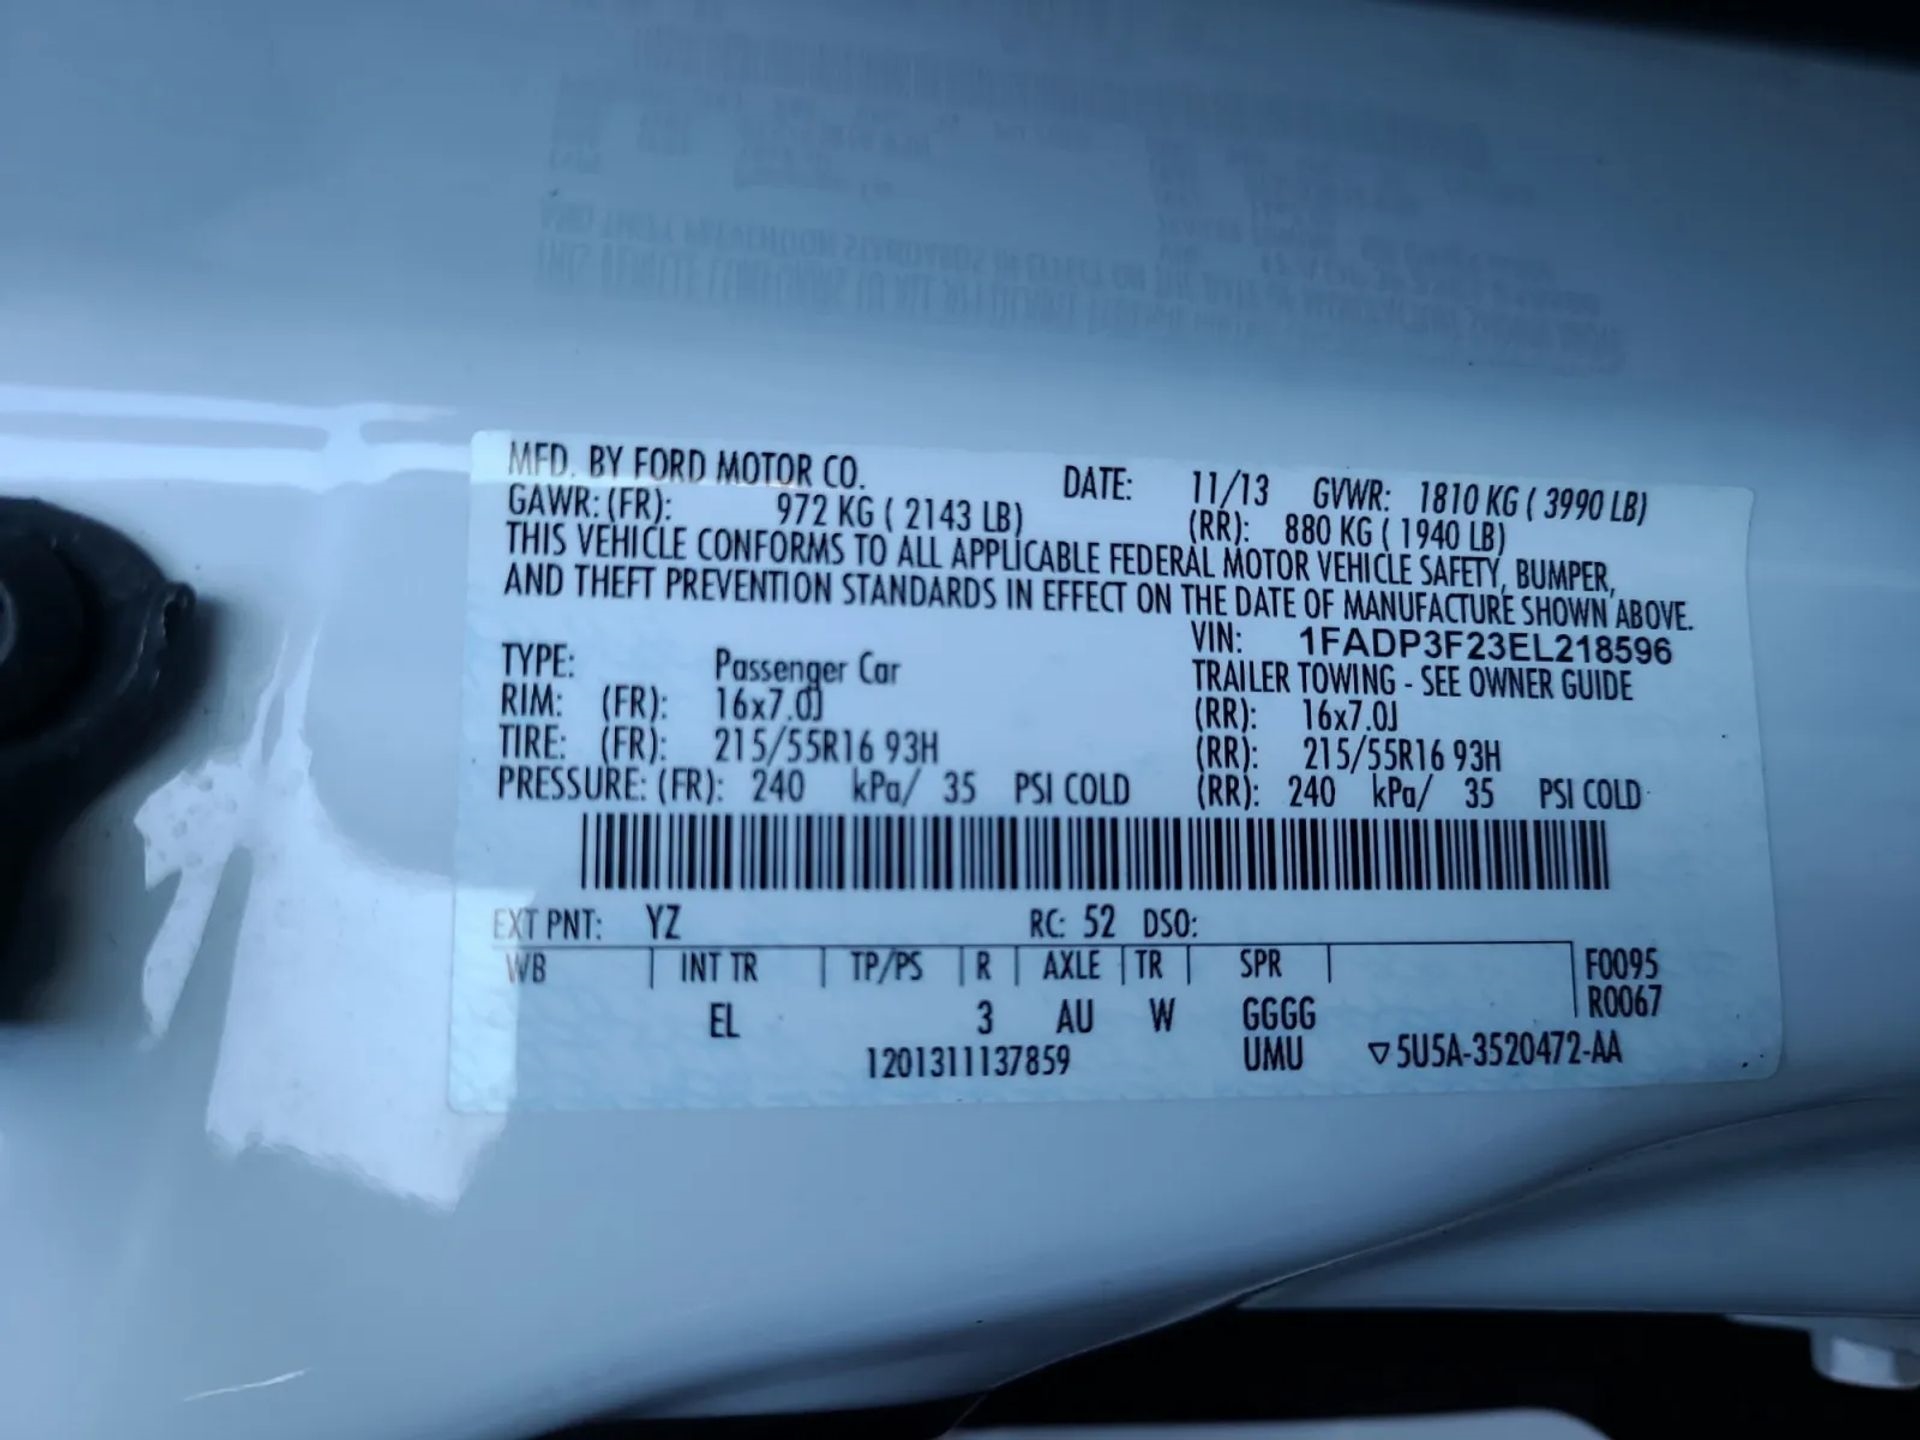 MFD. BY FORD MOTOR CO. DATE: 11/13 GVWR: 1810 KG ( 3990 LB)
GAWR: (FR): 972 KG ( 2143 LB) (RR): 880 KG ( 1940 LB)
THIS VEHICLE CONFORMS TO ALL APPLICABLE FEDERAL MOTOR VEHICLE SAFETY, BUMPER,
AND THEFT PREVENTION STANDARDS IN EFFECT ON THE DATE OF MANUFACTURE SHOWN ABOVE.
VIN: 1FADP3F23EL218596
TYPE: Passenger Car TRAILER TOWING - SEE OWNER GUIDE
RIM: (FR): 16x7.0J (RR): 16x7.0J
TIRE: (FR): 215/55R16 93H (RR): 215/55R16 93H
PRESSURE: (FR): 240 kPa/ 35 PSI COLD (RR): 240 kPa/ 35 PSI COLD
EXT PNT: YZ RC: 52 DSO:
WB | INT TR | TP/PS | R | AXLE | TR | SPR | F0095
R0067
EL 3 AU W GGGG
1201311137859 UMU ▽5U5A-3520472-AA